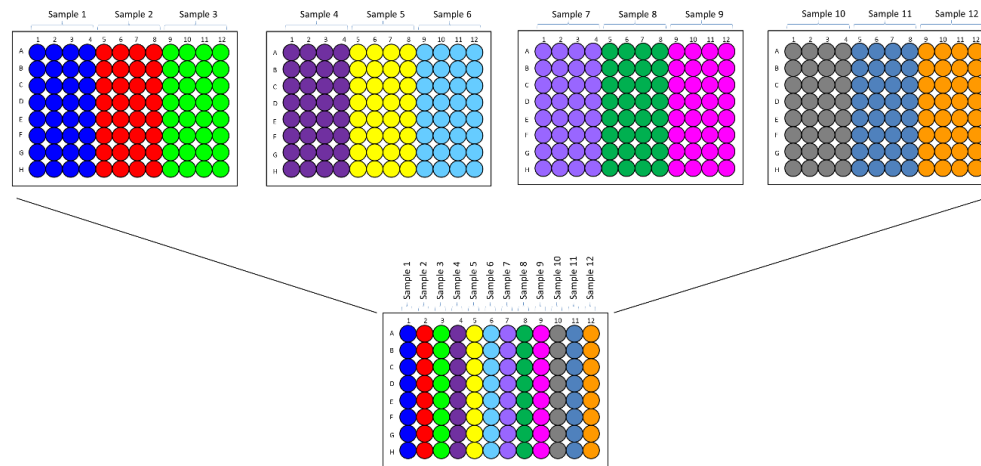 Sample 1 Sample 2 Sample 3 Sample 4 Sample 5 Sample 6 Sample 7 Sample 8 Sample 9 Sample 10 Sample 11 Sample 12
1 2 3 4 5 6 7 8 9 10 11 12 1 2 3 4 5 6 7 8 9 10 11 12 1 2 3 4 5 6 7 8 9 10 11 12 1 2 3 4 5 6 7 8 9 10 11 12
A A A A
B B B B
C C C C
D D D D
E E E E
F F F F
G G G G
H H H H
Sample 1 Sample 2 Sample 3 Sample 4 Sample 5 Sample 6 Sample 7 Sample 8 Sample 9 Sample 10 Sample 11 Sample 12
1 2 3 4 5 6 7 8 9 10 11 12
A
B
C
D
E
F
G
H